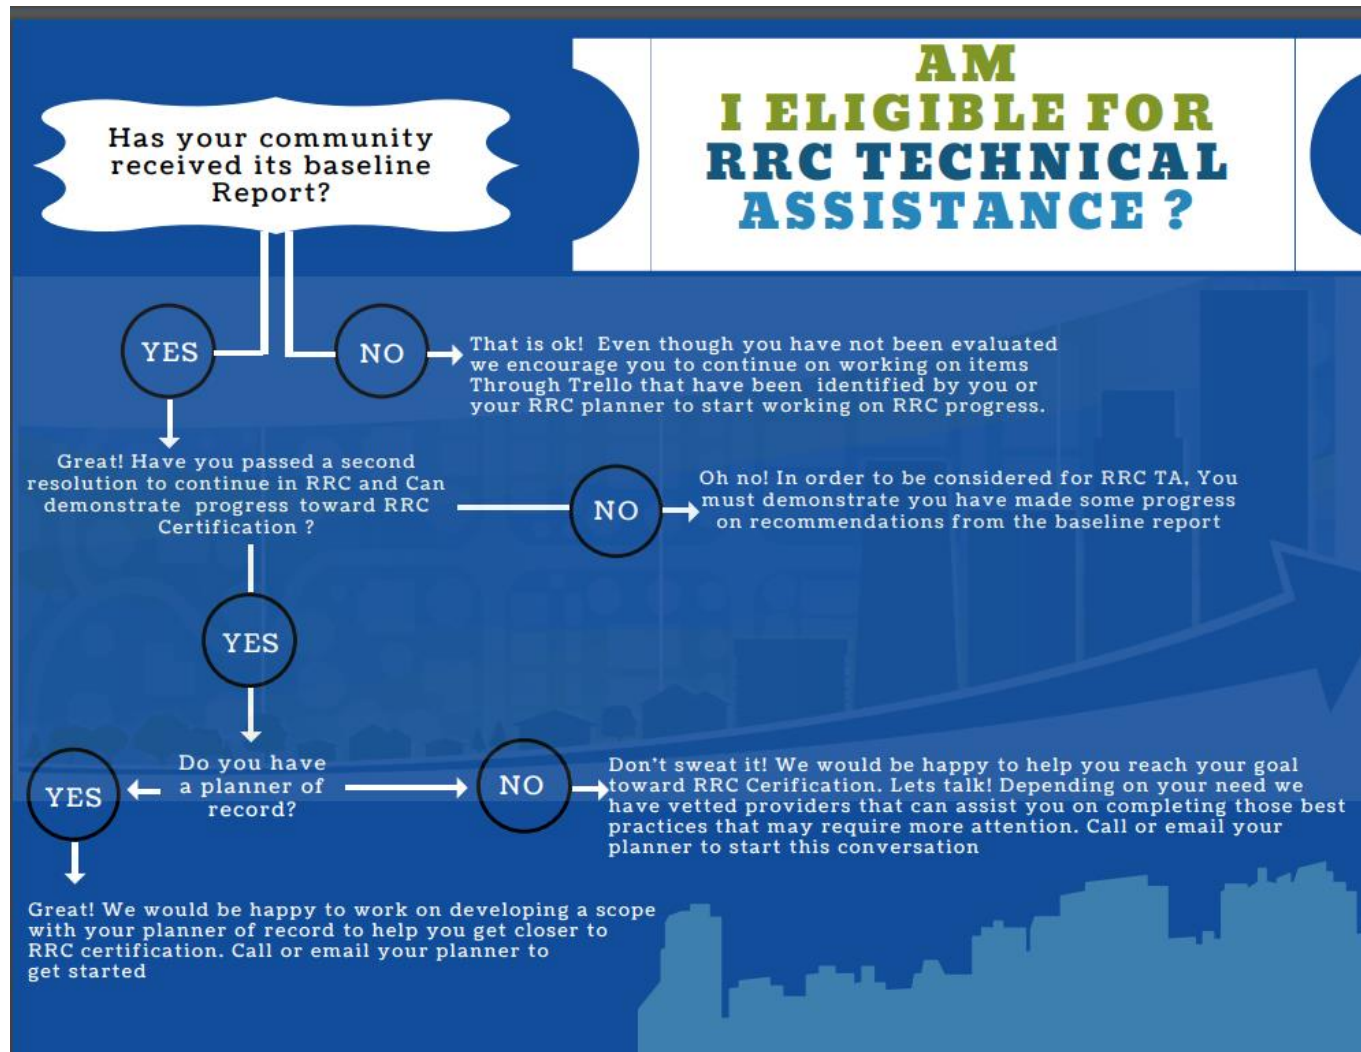 AM
I ELIGIBLE FOR
RRC TECHNICAL
ASSISTANCE ?
Has your community
received its baseline
Report?
YES
NO
That is ok! Even though you have not been evaluated
we encourage you to continue on working on items
Through Trello that have been identified by you or
your RRC planner to start working on RRC progress.
Great! Have you passed a second
resolution to continue in RRC and Can
demonstrate progress toward RRC
Certification ?
NO
Oh no! In order to be considered for RRC TA, You
must demonstrate you have made some progress
on recommendations from the baseline report
YES
Do you have
a planner of
record?
YES
NO
Don't sweat it! We would be happy to help you reach your goal
toward RRC Cerification. Lets talk! Depending on your need we
have vetted providers that can assist you on completing those best
practices that may require more attention. Call or email your
planner to start this conversation
Great! We would be happy to work on developing a scope
with your planner of record to help you get closer to
RRC certification. Call or email your planner to
get started